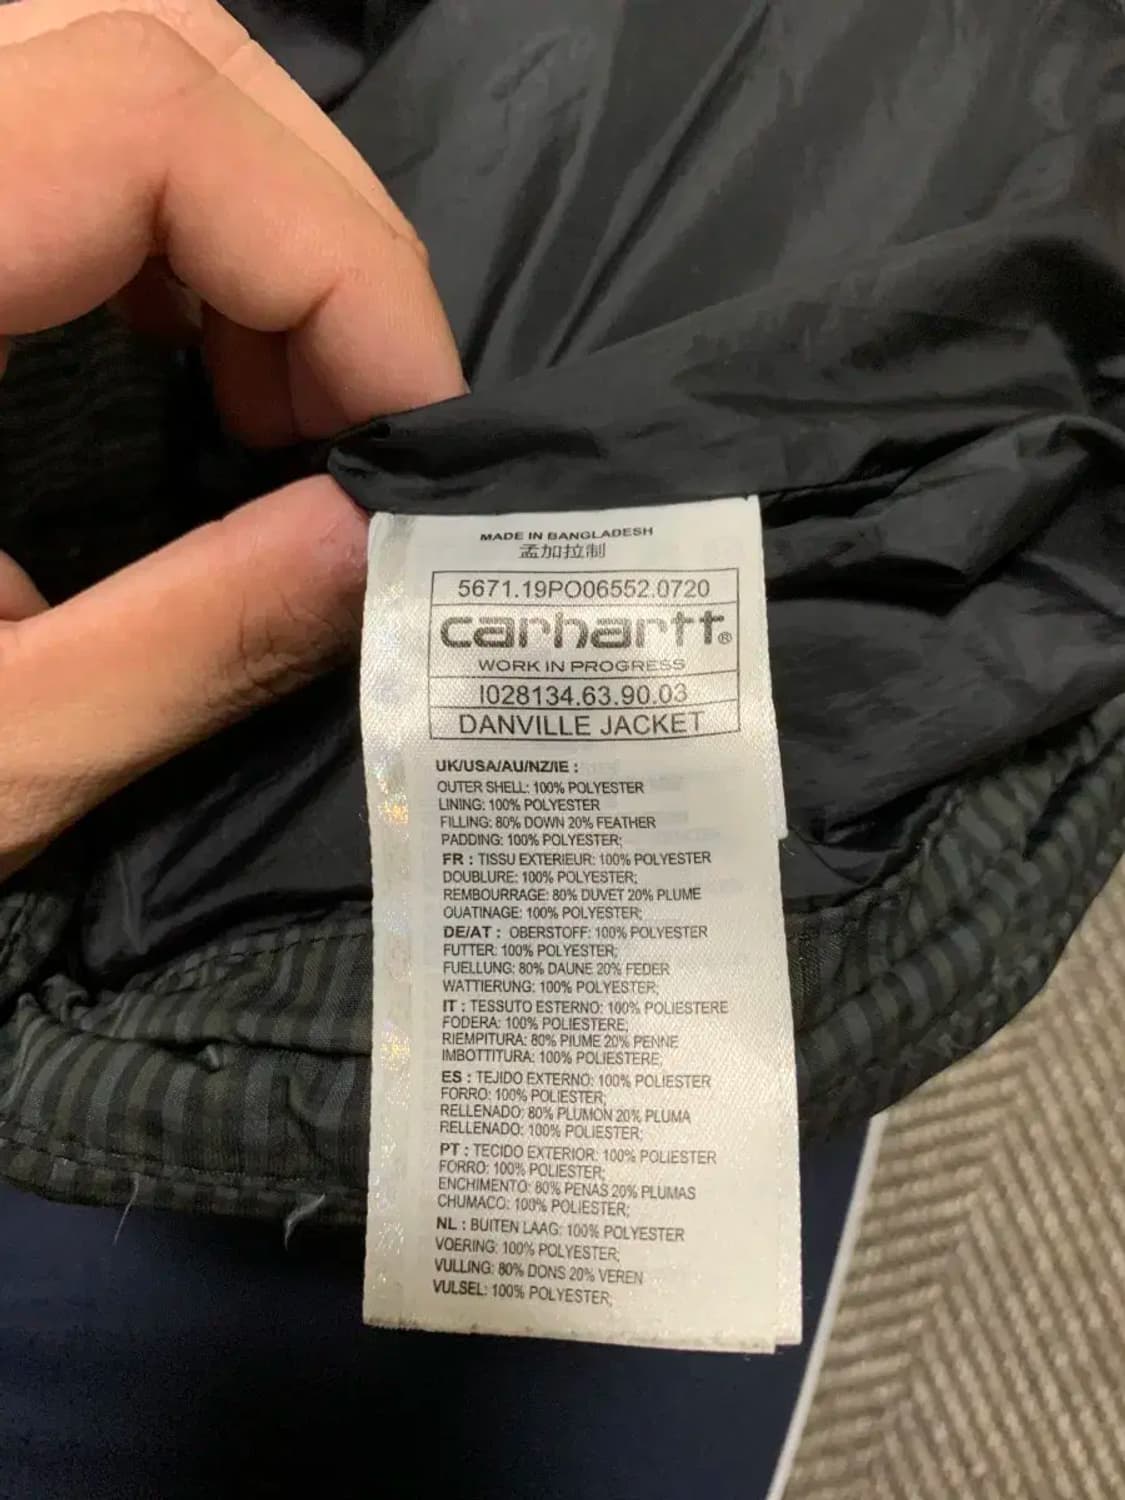 MADE IN BANGLADESH
孟加拉制
5671.19PO06552.0720
carhartt®
WORK IN PROGRESS
I028134.63.90.03
DANVILLE JACKET
UK/USA/AU/NZ/IE :
OUTER SHELL: 100% POLYESTER
LINING: 100% POLYESTER
FILLING: 80% DOWN 20% FEATHER
PADDING: 100% POLYESTER;
FR : TISSU EXTERIEUR: 100% POLYESTER
DOUBLURE: 100% POLYESTER;
REMBOURRAGE: 80% DUVET 20% PLUME
OUATINAGE: 100% POLYESTER;
DE/AT : OBERSTOFF: 100% POLYESTER
FUTTER: 100% POLYESTER;
FUELLUNG: 80% DAUNE 20% FEDER
WATTIERUNG: 100% POLYESTER;
IT : TESSUTO ESTERNO: 100% POLIESTERE
FODERA: 100% POLIESTERE;
RIEMPITURA: 80% PIUME 20% PENNE
IMBOTTITURA: 100% POLIESTERE;
ES : TEJIDO EXTERNO: 100% POLIESTER
FORRO: 100% POLIESTER;
RELLENADO: 80% PLUMON 20% PLUMA
RELLENADO: 100% POLIESTER;
PT : TECIDO EXTERIOR: 100% POLIESTER
FORRO: 100% POLIESTER;
ENCHIMENTO: 80% PENAS 20% PLUMAS
CHUMACO: 100% POLIESTER;
NL : BUITEN LAAG: 100% POLYESTER
VOERING: 100% POLYESTER;
VULLING: 80% DONS 20% VEREN
VULSEL: 100% POLYESTER;